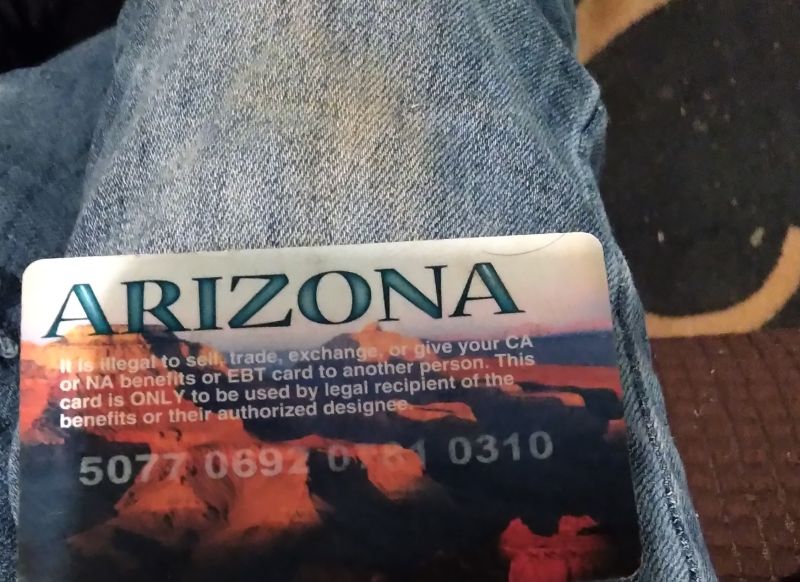 ARIZONA
It is illegal to sell, trade, exchange, or give your CA
or NA benefits or EBT card to another person. This
card is ONLY to be used by legal recipient of the
benefits or their authorized designee.
5077 0692 0310